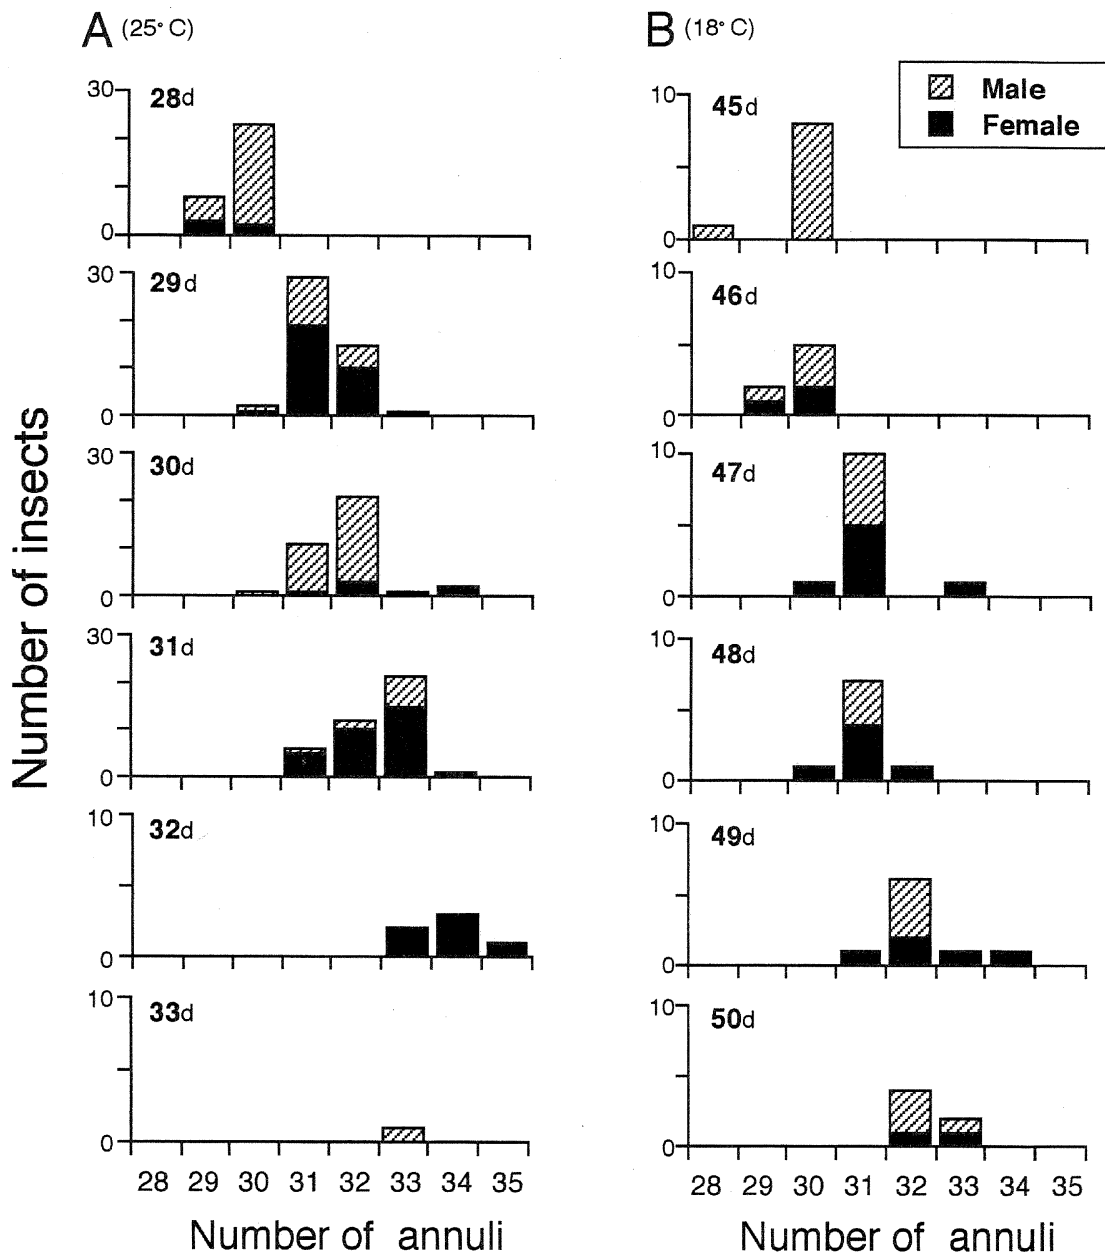 A (25° C)
B (18° C)
Male
Female
Number of insects
30
0
28d
30
0
29d
30
0
30d
30
0
31d
10
0
32d
10
0
33d
28 29 30 31 32 33 34 35
Number of annuli
10
0
45d
10
0
46d
10
0
47d
10
0
48d
10
0
49d
10
0
50d
28 29 30 31 32 33 34 35
Number of annuli